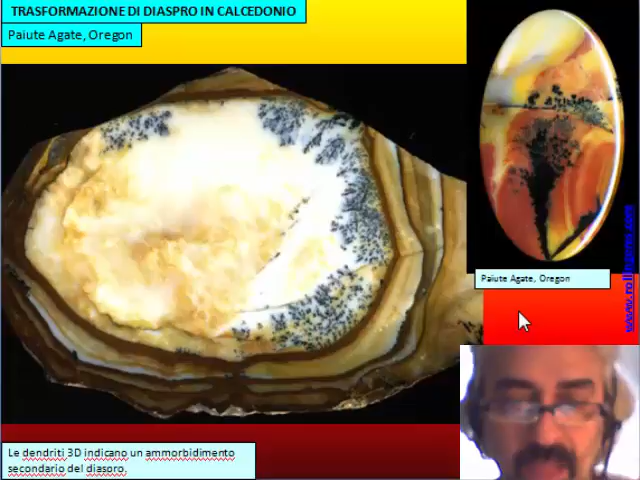 TRASFORMAZIONE DI DIASPRO IN CALCEDONIO
Paiute Agate, Oregon
Paiute Agate, Oregon
Le dendriti 3D indicano un ammorbidimento
secondario del diasoro.